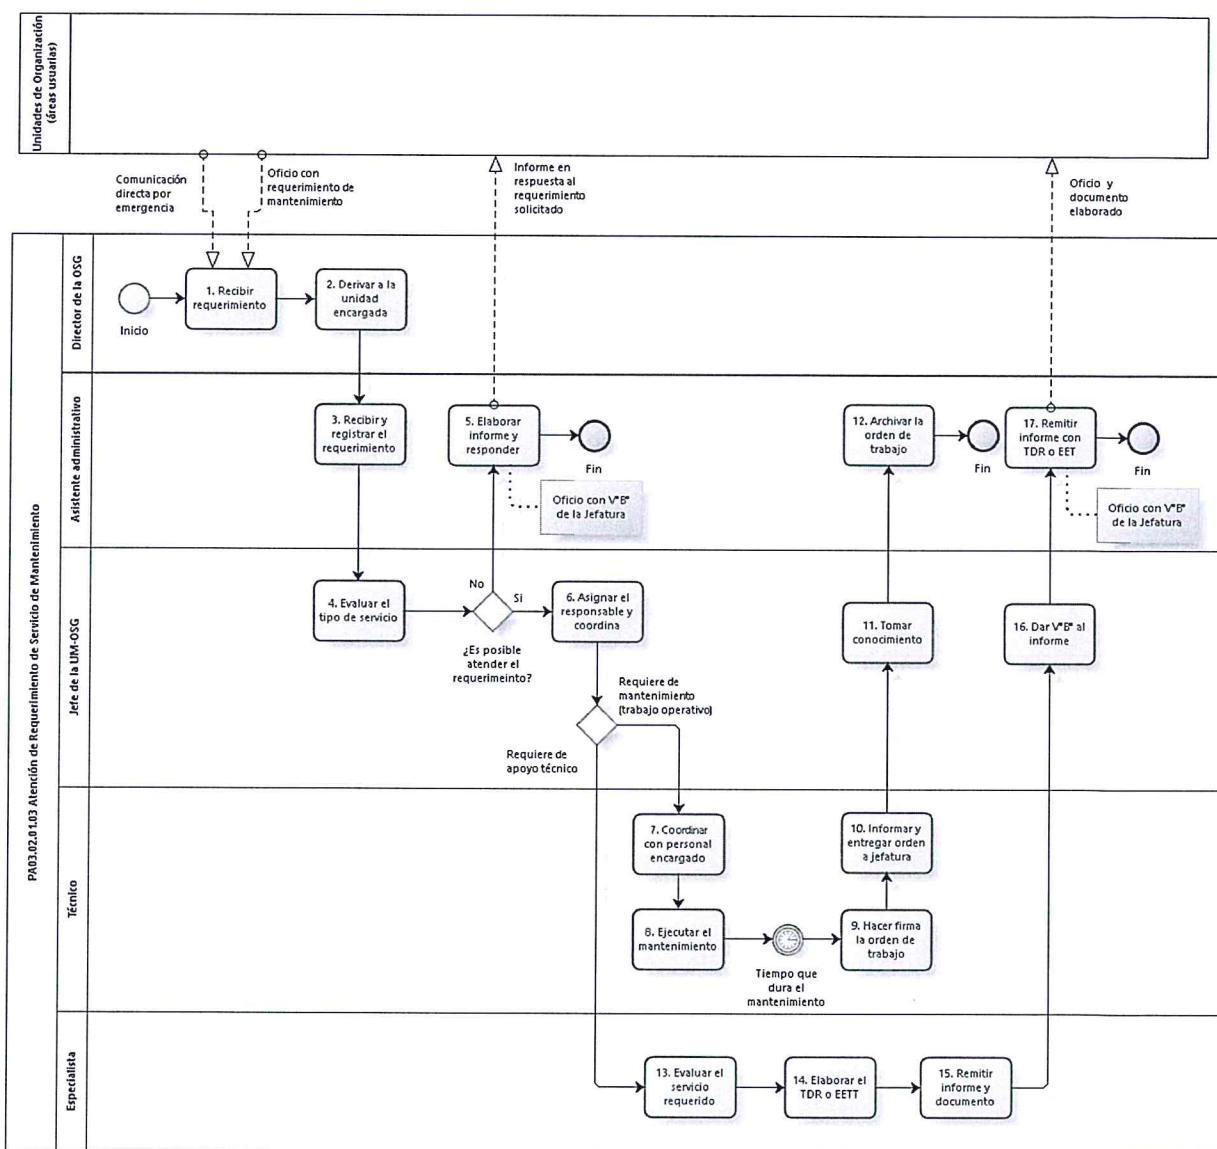 Unidades de Organización
(áreas usuarias)
Comunicación
directa por
emergencia
Oficio con
requerimiento de
mantenimiento
Informe en
respuesta al
requerimiento
solicitado
Oficio y
documento
elaborado
PA03.02.01.03 Atención de Requerimiento de Servicio de Mantenimiento
Director de la OSG
Inicio
1. Recibir
requerimiento
2. Derivar a la
unidad
encargada
Asistente administrativo
3. Recibir y
registrar el
requerimiento
5. Elaborar
informe y
responder
Fin
Oficio con V°B°
de la Jefatura
12. Archivar la
orden de
trabajo
Fin
17. Remitir
informe con
TDR o EET
Fin
Oficio con V°B°
de la Jefatura
Jefe de la UM-OSG
4. Evaluar el
tipo de servicio
No
Si
¿Es posible
atender el
requerimeinto?
6. Asignar el
responsable y
coordina
Requiere de
mantenimiento
(trabajo operativo)
Requiere de
apoyo técnico
11. Tomar
conocimiento
16. Dar V°B° al
informe
Técnico
7. Coordinar
con personal
encargado
8. Ejecutar el
mantenimiento
Tiempo que
dura el
mantenimiento
9. Hacer firma
la orden de
trabajo
10. Informar y
entregar orden
a jefatura
Especialista
13. Evaluar el
servicio
requerido
14. Elaborar el
TDR o EETT
15. Remitir
informe y
documento